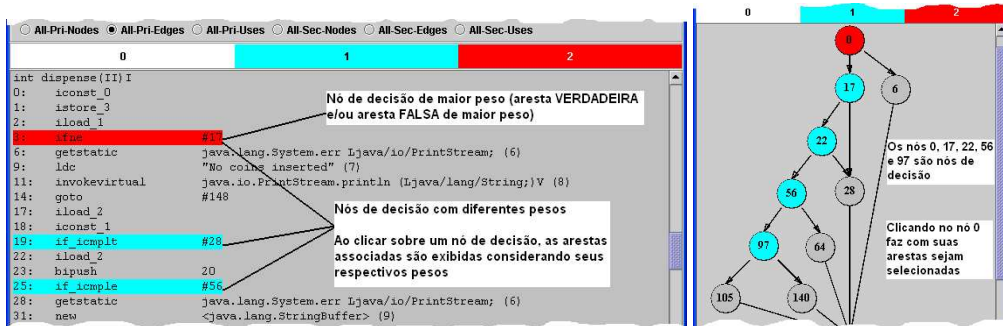 All-Pri-Nodes All-Pri-Edges All-Pri-Uses All-Sec-Nodes All-Sec-Edges All-Sec-Uses
0 1 2
int dispense(II)I
0: iconst_0
1: istore_3
2: iload_1
3: ifne #17
6: getstatic java.lang.System.err Ljava/io/PrintStream; (6)
9: ldc "No coins inserted" (7)
11: invokevirtual java.io.PrintStream.println (Ljava/lang/String;)V (8)
14: goto #148
17: iload_2
18: iconst_1
19: if_icmplt #28
22: iload_2
23: bipush 20
25: if_icmple #56
28: getstatic java.lang.System.err Ljava/io/PrintStream; (6)
31: new <java.lang.StringBuffer> (9)
Nó de decisão de maior peso (aresta VERDADEIRA
e/ou aresta FALSA de maior peso)
Nós de decisão com diferentes pesos
Ao clicar sobre um nó de decisão, as arestas
associadas são exibidas considerando seus
respectivos pesos
0 1 2
0
17
6
22
56
28
97
64
105
140
Os nós 0, 17, 22, 56
e 97 são nós de
decisão
Clicando no nó 0
faz com suas
arestas sejam
selecionadas